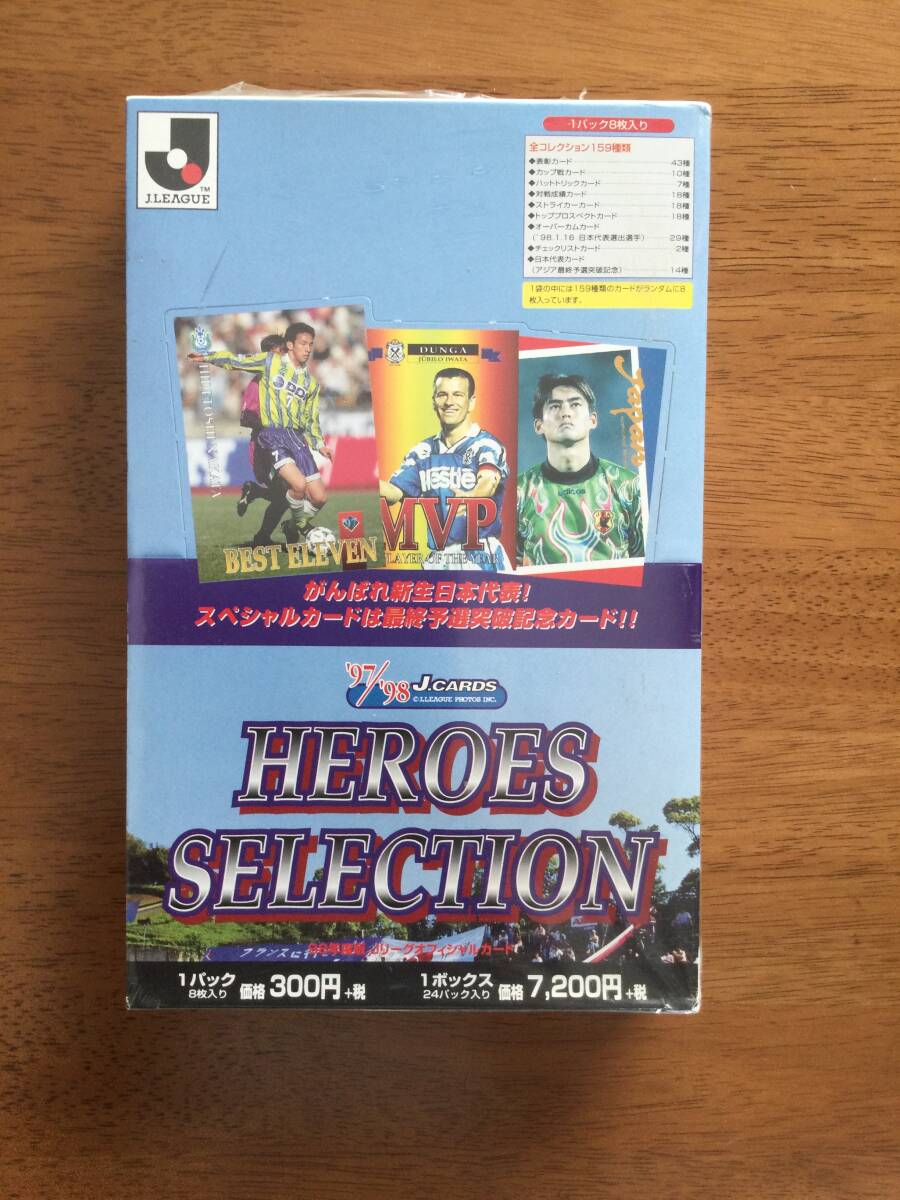 J.LEAGUE
TM
1パック8枚入り
全コレクション159種類
◆表彰カード 43種
◆カップ戦カード 10種
◆ハットトリックカード 7種
◆対戦成績カード 18種
◆ストライカーカード 18種
◆トッププロスペクトカード 18種
◆オーバーカムカード
('98.1.16 日本代表選出選手) 29種
◆チェックリストカード 2種
◆日本代表カード
(アジア最終予選突破記念) 14種
1袋の中には159種類のカードがランダムに8
枚入っています。
BEST ELEVEN
DUNGA
JÚBILO IWATA
Nestlē
MVP
PLAYER OF THE YEAR
Japan
adidas
がんばれ新生日本代表!
スペシャルカードは最終予選突破記念カード!!
'97/'98 J.CARDS
©J.LEAGUE PHOTOS INC.
HEROES
SELECTION
フランスに
98年度版 Jリーグオフィシャルカード
1パック
8枚入り 価格 300円+税
1ボックス
24パック入り 価格 7,200円+税